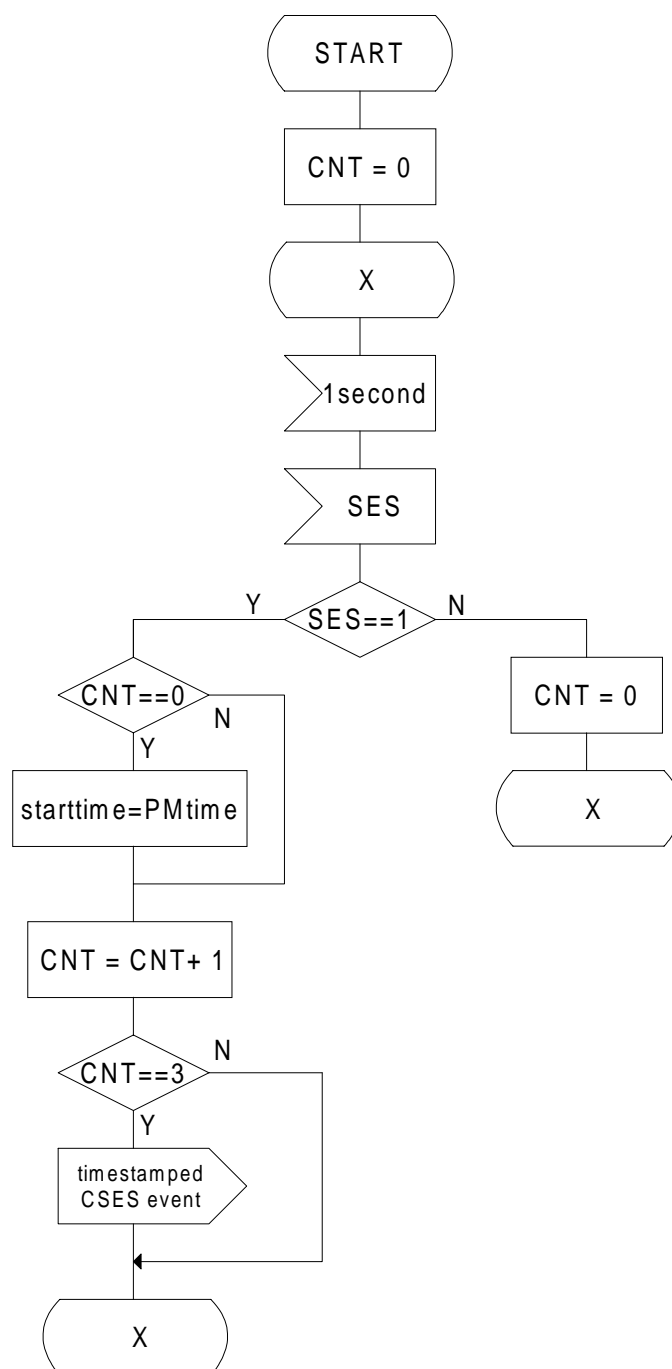 START
CNT = 0
X
1second
SES
SES==1
Y
N
CNT==0
N
Y
CNT = 0
starttime=PMtime
X
CNT = CNT+ 1
CNT==3
N
Y
timestamped
CSES event
X